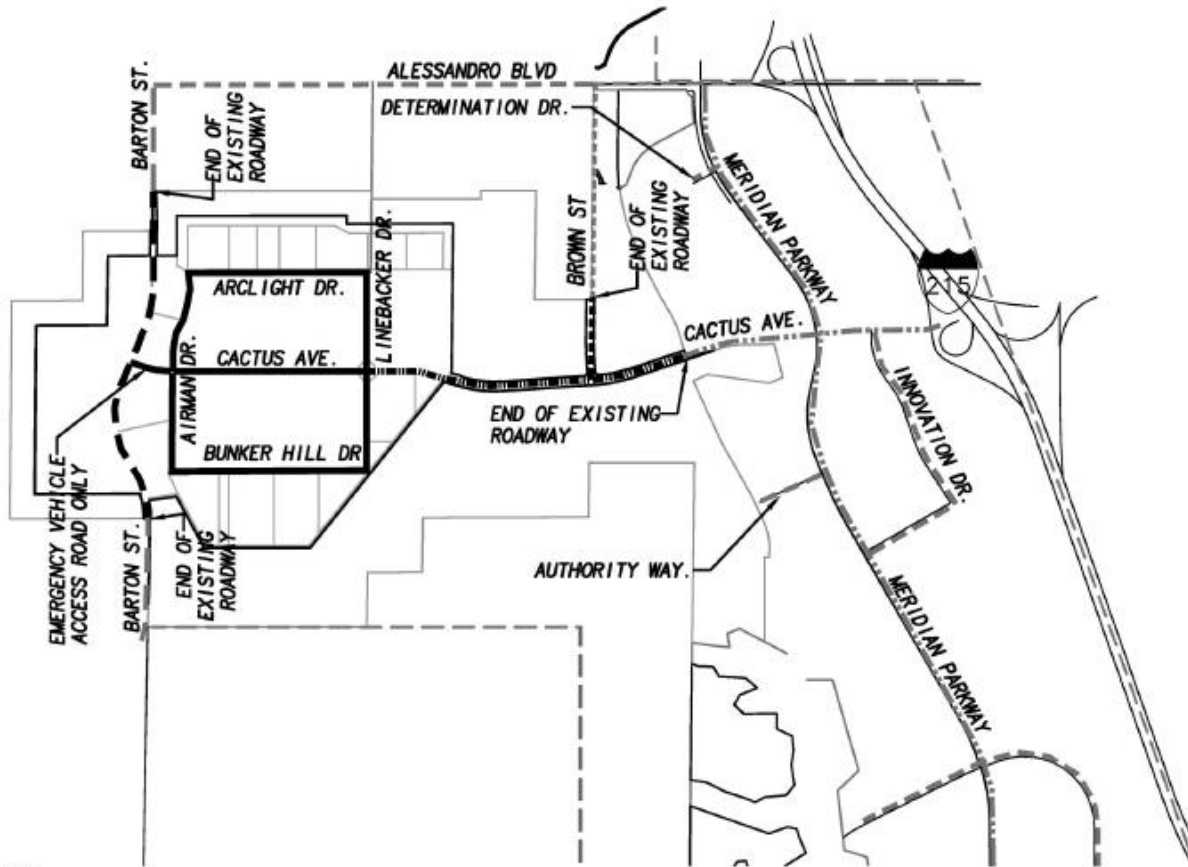 ALESSANDRO BLVD
DETERMINATION DR.
BARTON ST.
END OF
EXISTING
ROADWAY
MERIDIAN PARKWAY
LINEBACKER DR.
BROWN ST
END OF
EXISTING
ROADWAY
215
ARCLIGHT DR.
CACTUS AVE.
AIRMAN DR.
CACTUS AVE.
INNOVATION DR.
END OF EXISTING
ROADWAY
BUNKER HILL DR
EMERGENCY VEHICLE
ACCESS ROAD ONLY
BARTON ST.
END OF
EXISTING
ROADWAY
AUTHORITY WAY.
MERIDIAN PARKWAY